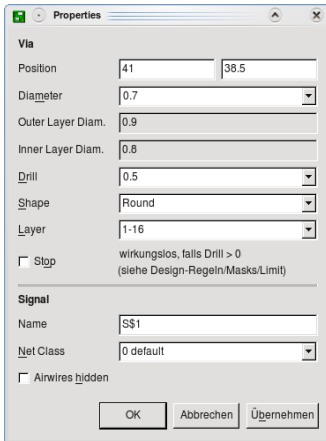 Properties
Via
Position 41 38.5
Diameter 0.7
Outer Layer Diam. 0.9
Inner Layer Diam. 0.8
Drill 0.5
Shape Round
Layer 1-16
Stop wirkungslos, falls Drill > 0
(siehe Design-Regeln/Masks/Limit)
Signal
Name S$1
Net Class 0 default
Airwires hidden
OK Abbrechen Übernehmen